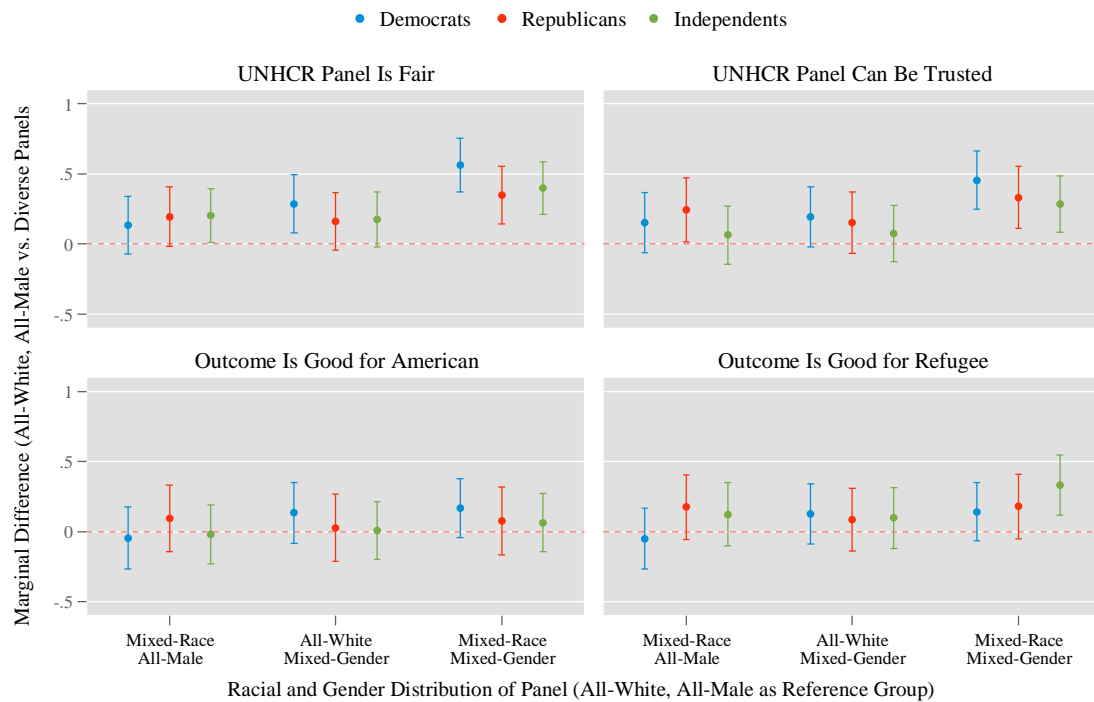 Democrats Republicans Independents
UNHCR Panel Is Fair
UNHCR Panel Can Be Trusted
Marginal Difference (All-White, All-Male vs. Diverse Panels
1
.5
0
-.5
Outcome Is Good for American
Outcome Is Good for Refugee
1
.5
0
-.5
Mixed-Race
All-Male
All-White
Mixed-Gender
Mixed-Race
Mixed-Gender
Mixed-Race
All-Male
All-White
Mixed-Gender
Mixed-Race
Mixed-Gender
Racial and Gender Distribution of Panel (All-White, All-Male as Reference Group)